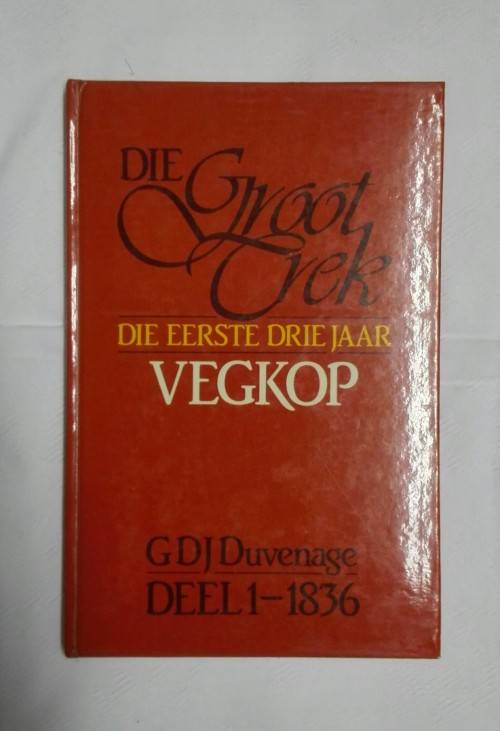 DIE Groot
Trek
DIE EERSTE DRIE JAAR
VEGKOP
G D J Duvenage
DEEL 1–1836